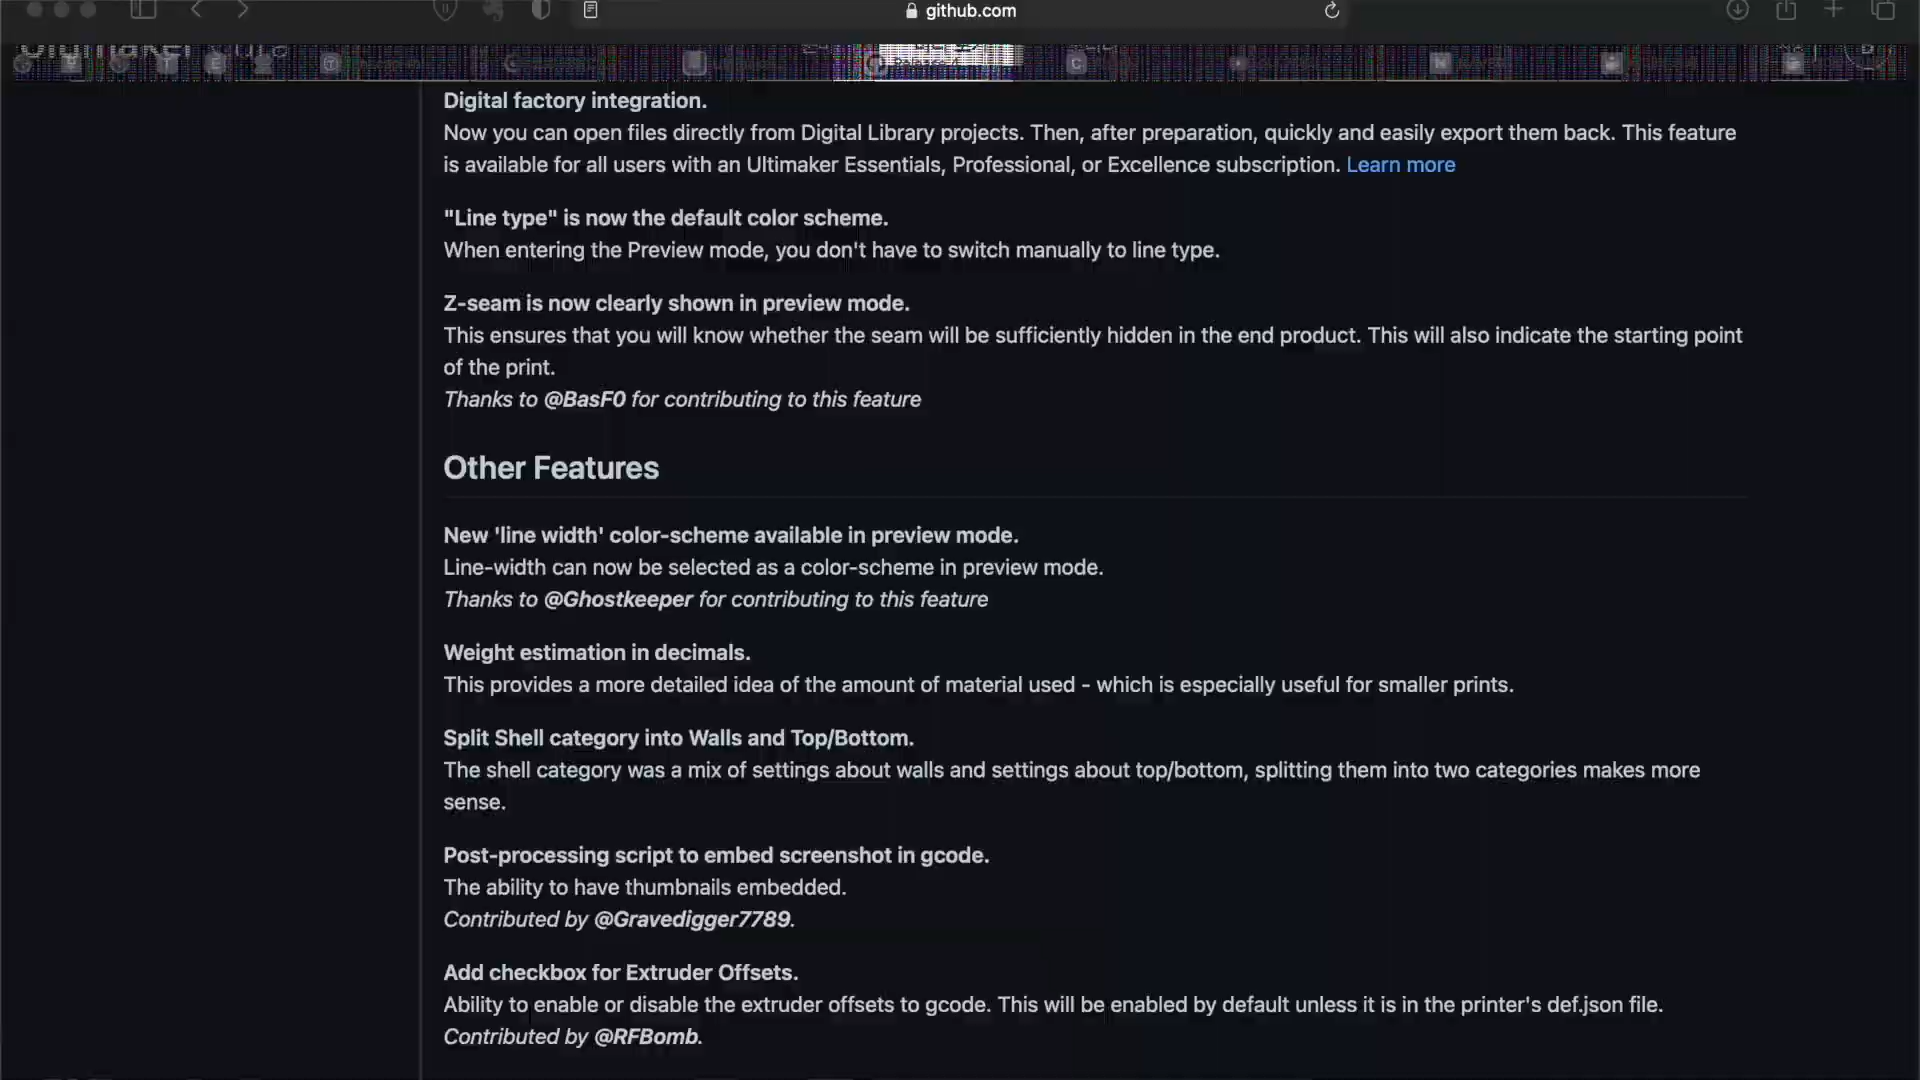 github.com
Digital factory integration.
Now you can open files directly from Digital Library projects. Then, after preparation, quickly and easily export them back. This feature
is available for all users with an Ultimaker Essentials, Professional, or Excellence subscription. Learn more
"Line type" is now the default color scheme.
When entering the Preview mode, you don't have to switch manually to line type.
Z-seam is now clearly shown in preview mode.
This ensures that you will know whether the seam will be sufficiently hidden in the end product. This will also indicate the starting point
of the print.
Thanks to @BasF0 for contributing to this feature
Other Features
New 'line width' color-scheme available in preview mode.
Line-width can now be selected as a color-scheme in preview mode.
Thanks to @Ghostkeeper for contributing to this feature
Weight estimation in decimals.
This provides a more detailed idea of the amount of material used - which is especially useful for smaller prints.
Split Shell category into Walls and Top/Bottom.
The shell category was a mix of settings about walls and settings about top/bottom, splitting them into two categories makes more
sense.
Post-processing script to embed screenshot in gcode.
The ability to have thumbnails embedded.
Contributed by @Gravedigger7789.
Add checkbox for Extruder Offsets.
Ability to enable or disable the extruder offsets to gcode. This will be enabled by default unless it is in the printer's def.json file.
Contributed by @RFBomb.